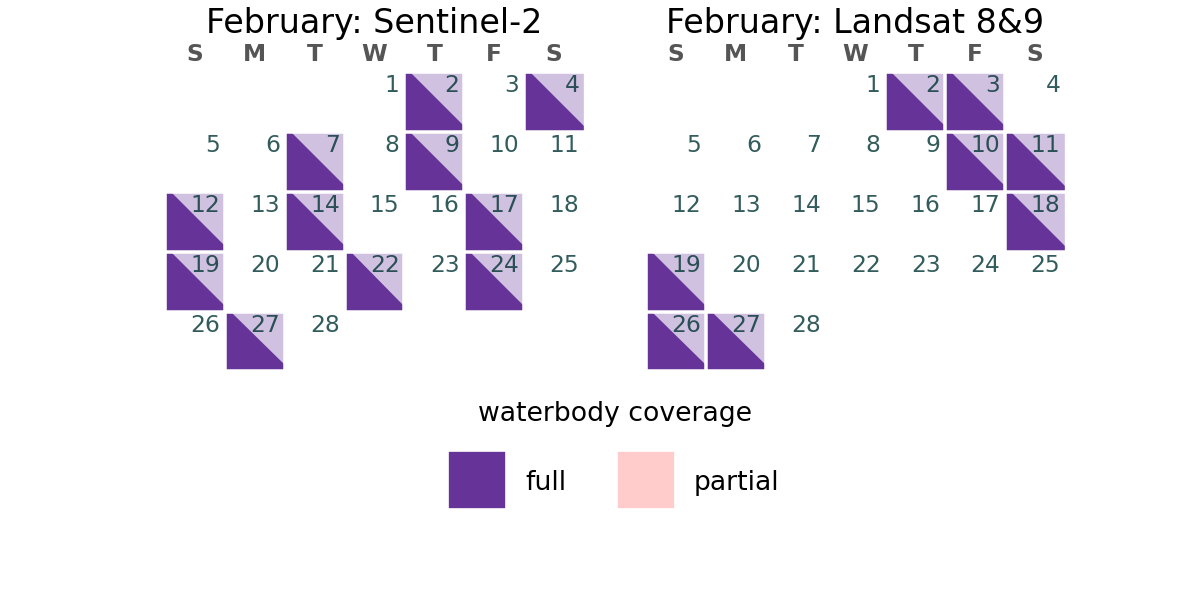 February: Sentinel-2
S M T W T F S
1 2 3 4
5 6 7 8 9 10 11
12 13 14 15 16 17 18
19 20 21 22 23 24 25
26 27 28
February: Landsat 8&9
S M T W T F S
1 2 3 4
5 6 7 8 9 10 11
12 13 14 15 16 17 18
19 20 21 22 23 24 25
26 27 28
waterbody coverage
full partial